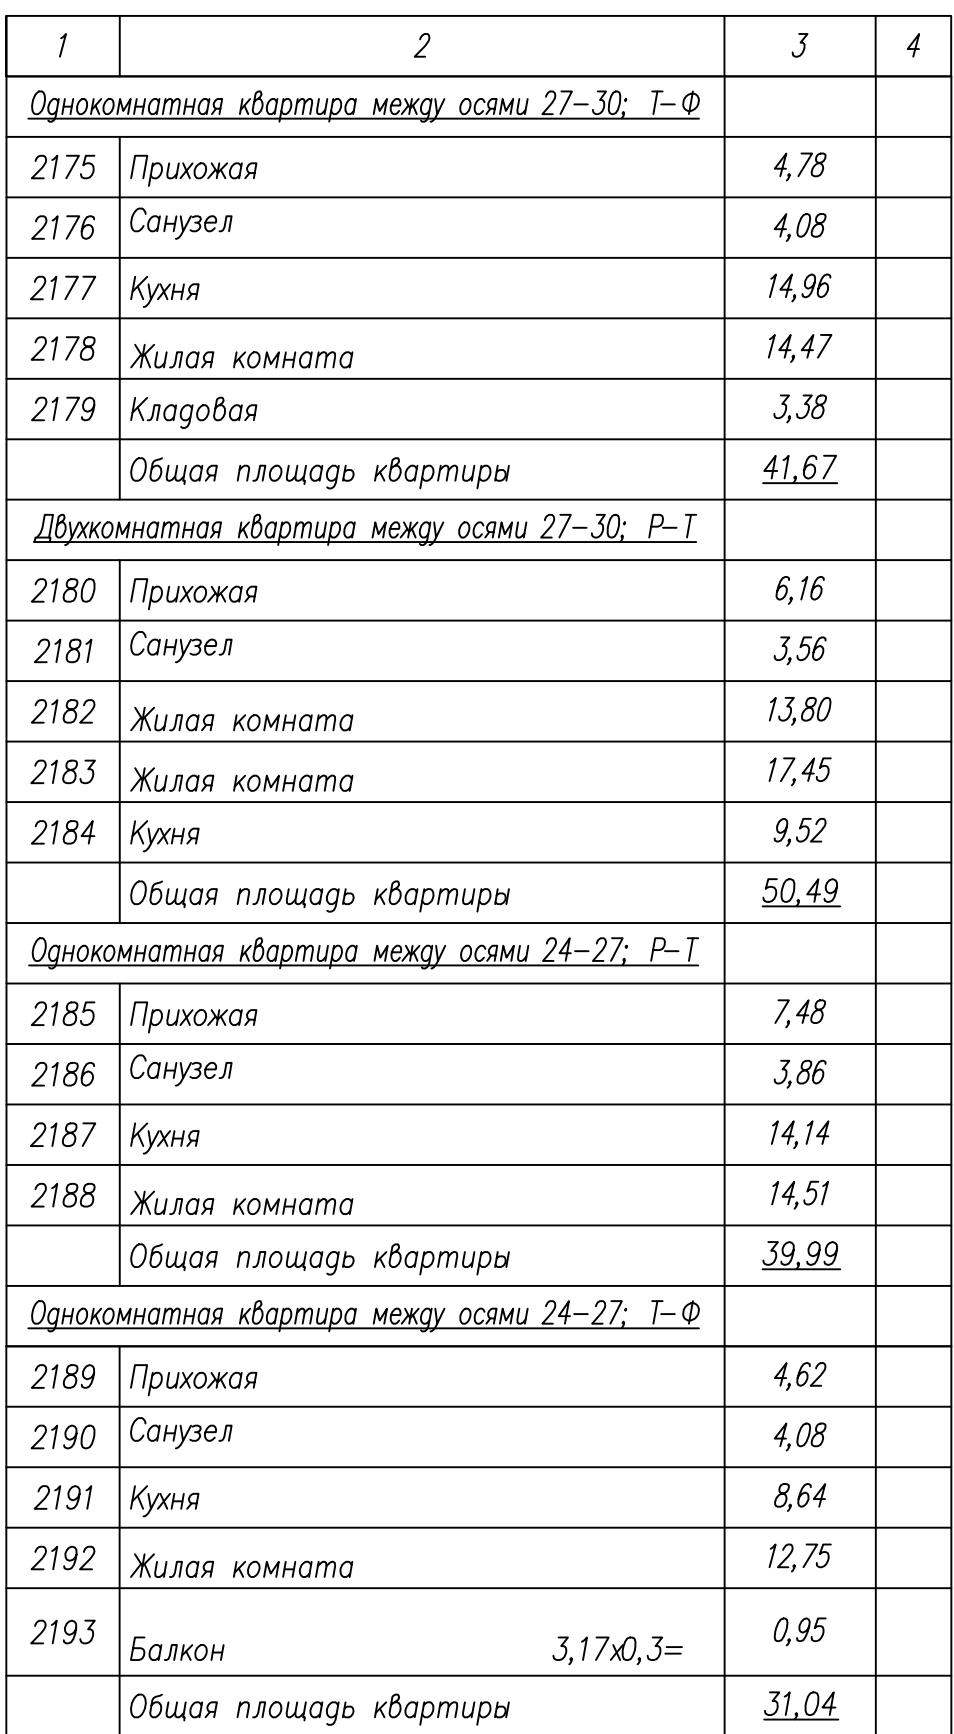 1 2 3 4
Однокомнатная квартира между осями 27-30; Т-Ф
2175 Прихожая 4,78
2176 Санузел 4,08
2177 Кухня 14,96
2178 Жилая комната 14,47
2179 Кладовая 3,38
Общая площадь квартиры 41,67
Двухкомнатная квартира между осями 27-30; Р-Т
2180 Прихожая 6,16
2181 Санузел 3,56
2182 Жилая комната 13,80
2183 Жилая комната 17,45
2184 Кухня 9,52
Общая площадь квартиры 50,49
Однокомнатная квартира между осями 24-27; Р-Т
2185 Прихожая 7,48
2186 Санузел 3,86
2187 Кухня 14,14
2188 Жилая комната 14,51
Общая площадь квартиры 39,99
Однокомнатная квартира между осями 24-27; Т-Ф
2189 Прихожая 4,62
2190 Санузел 4,08
2191 Кухня 8,64
2192 Жилая комната 12,75
2193 Балкон 3,17х0,3= 0,95
Общая площадь квартиры 31,04